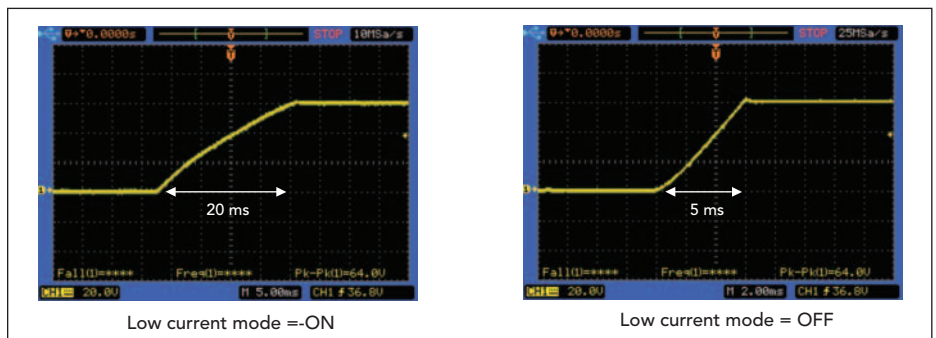 0.0000s
T
STOP
10MSa/s
T
1
20 ms
Fall(1)=****
Freq(1)=****
Pk-Pk(1)=64.0V
CH1
20.0V
M 5.00ms
CH1
36.8V
Low current mode =-ON
0.0000s
T
STOP
25MSa/s
T
1
5 ms
Fall(1)=****
Freq(1)=****
Pk-Pk(1)=64.0V
CH1
20.0V
M 2.00ms
CH1
36.8V
Low current mode = OFF